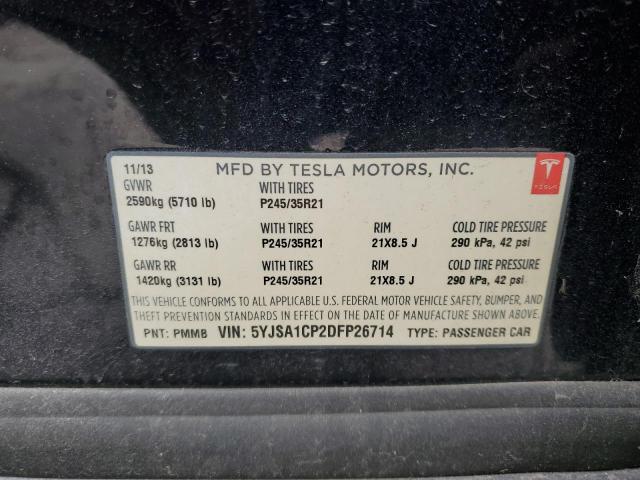 11/13 MFD BY TESLA MOTORS, INC.
TESLA
GVWR WITH TIRES
2590kg (5710 lb) P245/35R21
GAWR FRT WITH TIRES RIM COLD TIRE PRESSURE
1276kg (2813 lb) P245/35R21 21X8.5 J 290 kPa, 42 psi
GAWR RR WITH TIRES RIM COLD TIRE PRESSURE
1420kg (3131 lb) P245/35R21 21X8.5 J 290 kPa, 42 psi
THIS VEHICLE CONFORMS TO ALL APPLICABLE U.S. FEDERAL MOTOR VEHICLE SAFETY, BUMPER, AND
THEFT PREVENTION STANDARDS IN EFFECT ON THE DATE OF MANUFACTURE SHOWN ABOVE.
PNT: PMMB VIN: 5YJSA1CP2DFP26714 TYPE: PASSENGER CAR